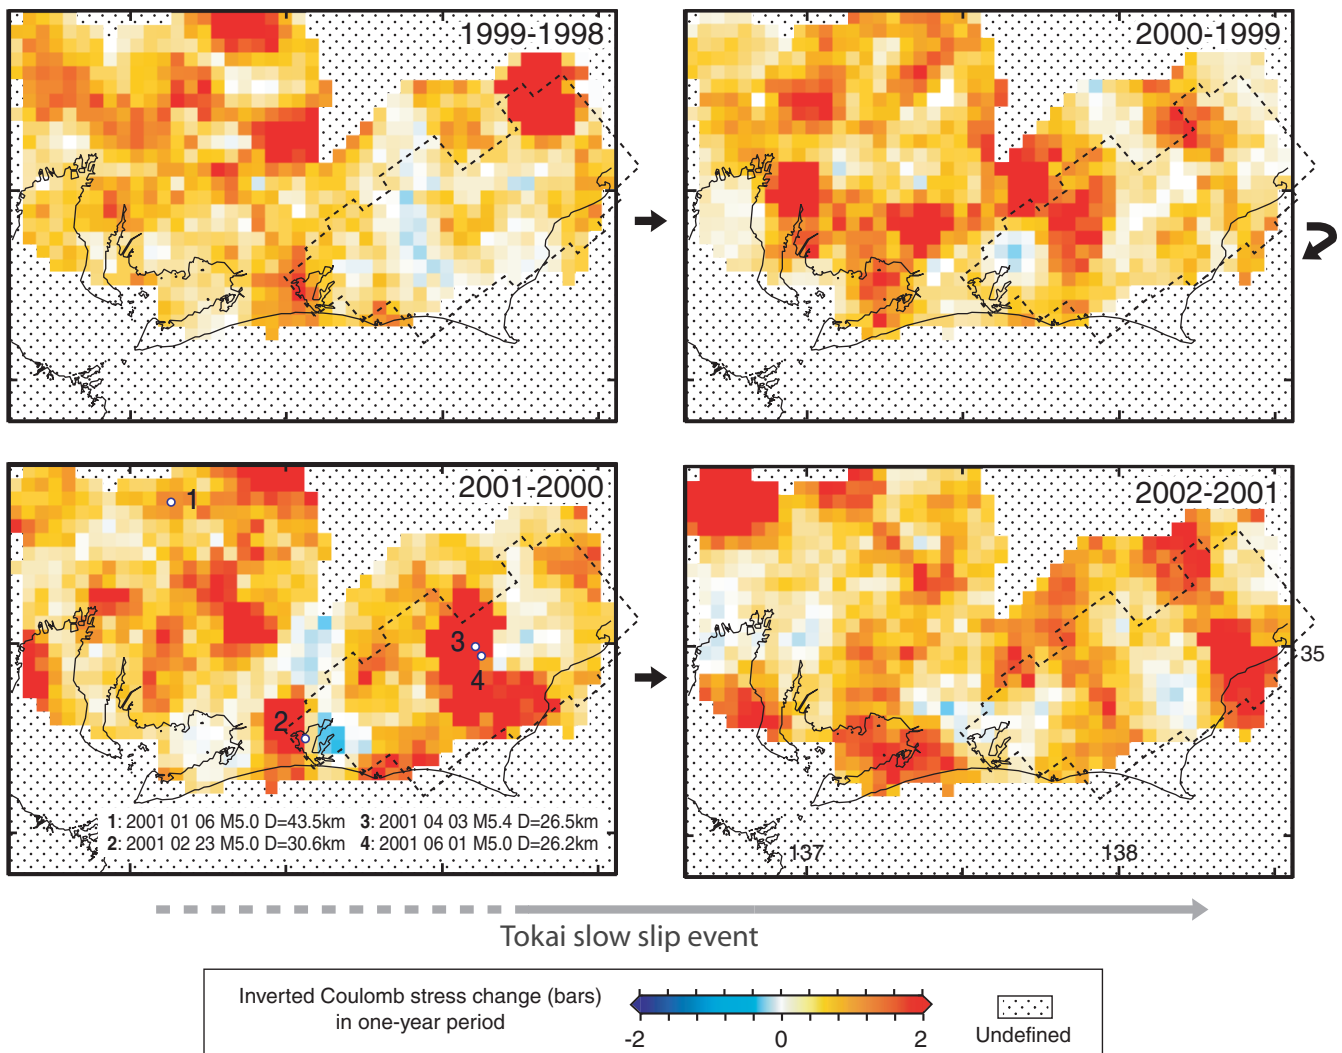 1999-1998
2000-1999
2001-2000
1
3
4
2
1: 2001 01 06 M5.0 D=43.5km 3: 2001 04 03 M5.4 D=26.5km
2: 2001 02 23 M5.0 D=30.6km 4: 2001 06 01 M5.0 D=26.2km
2002-2001
35
137 138
Tokai slow slip event
Inverted Coulomb stress change (bars)
in one-year period
-2 0 2
Undefined